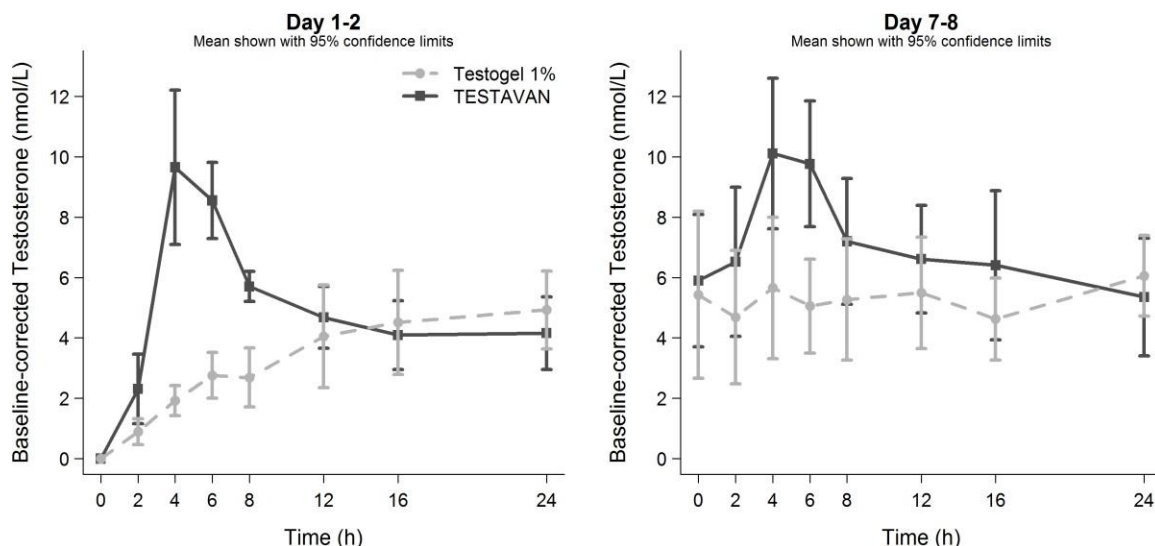 Day 1-2
Mean shown with 95% confidence limits
Testogel 1%
TESTAVAN
Baseline-corrected Testosterone (nmol/L)
12
10
8
6
4
2
0
0 2 4 6 8 12 16 24
Time (h)
Day 7-8
Mean shown with 95% confidence limits
Baseline-corrected Testosterone (nmol/L)
12
10
8
6
4
2
0
0 2 4 6 8 12 16 24
Time (h)